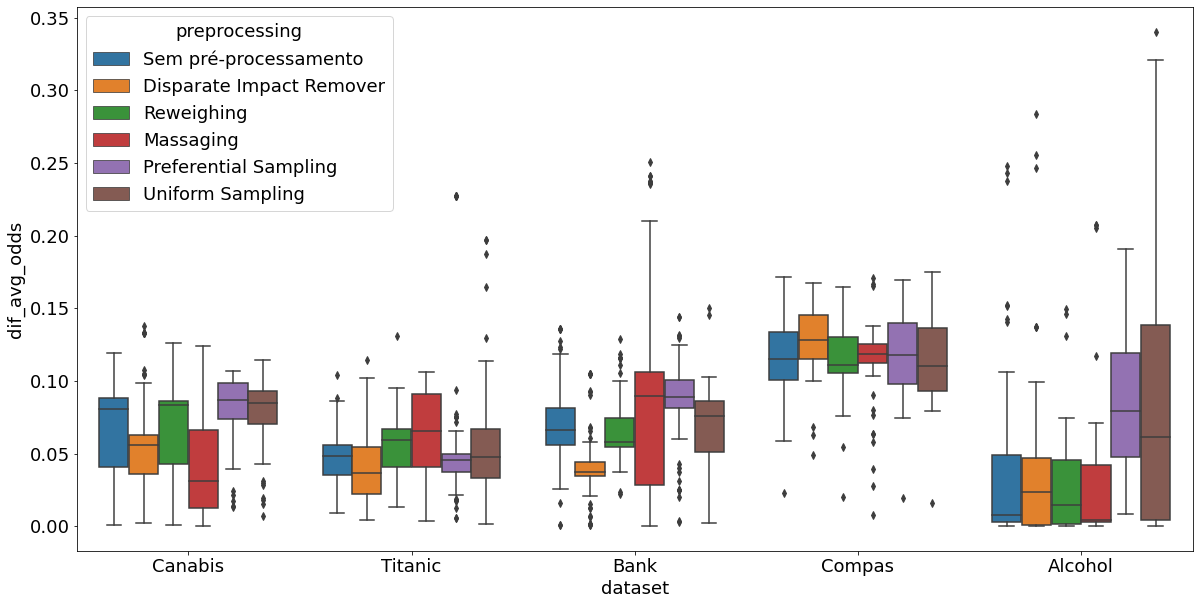 preprocessing
Sem pré-processamento
Disparate Impact Remover
Reweighing
Massaging
Preferential Sampling
Uniform Sampling
0.35
0.30
0.25
0.20
0.15
0.10
0.05
0.00
dif_avg_odds
Canabis Titanic Bank Compas Alcohol
dataset